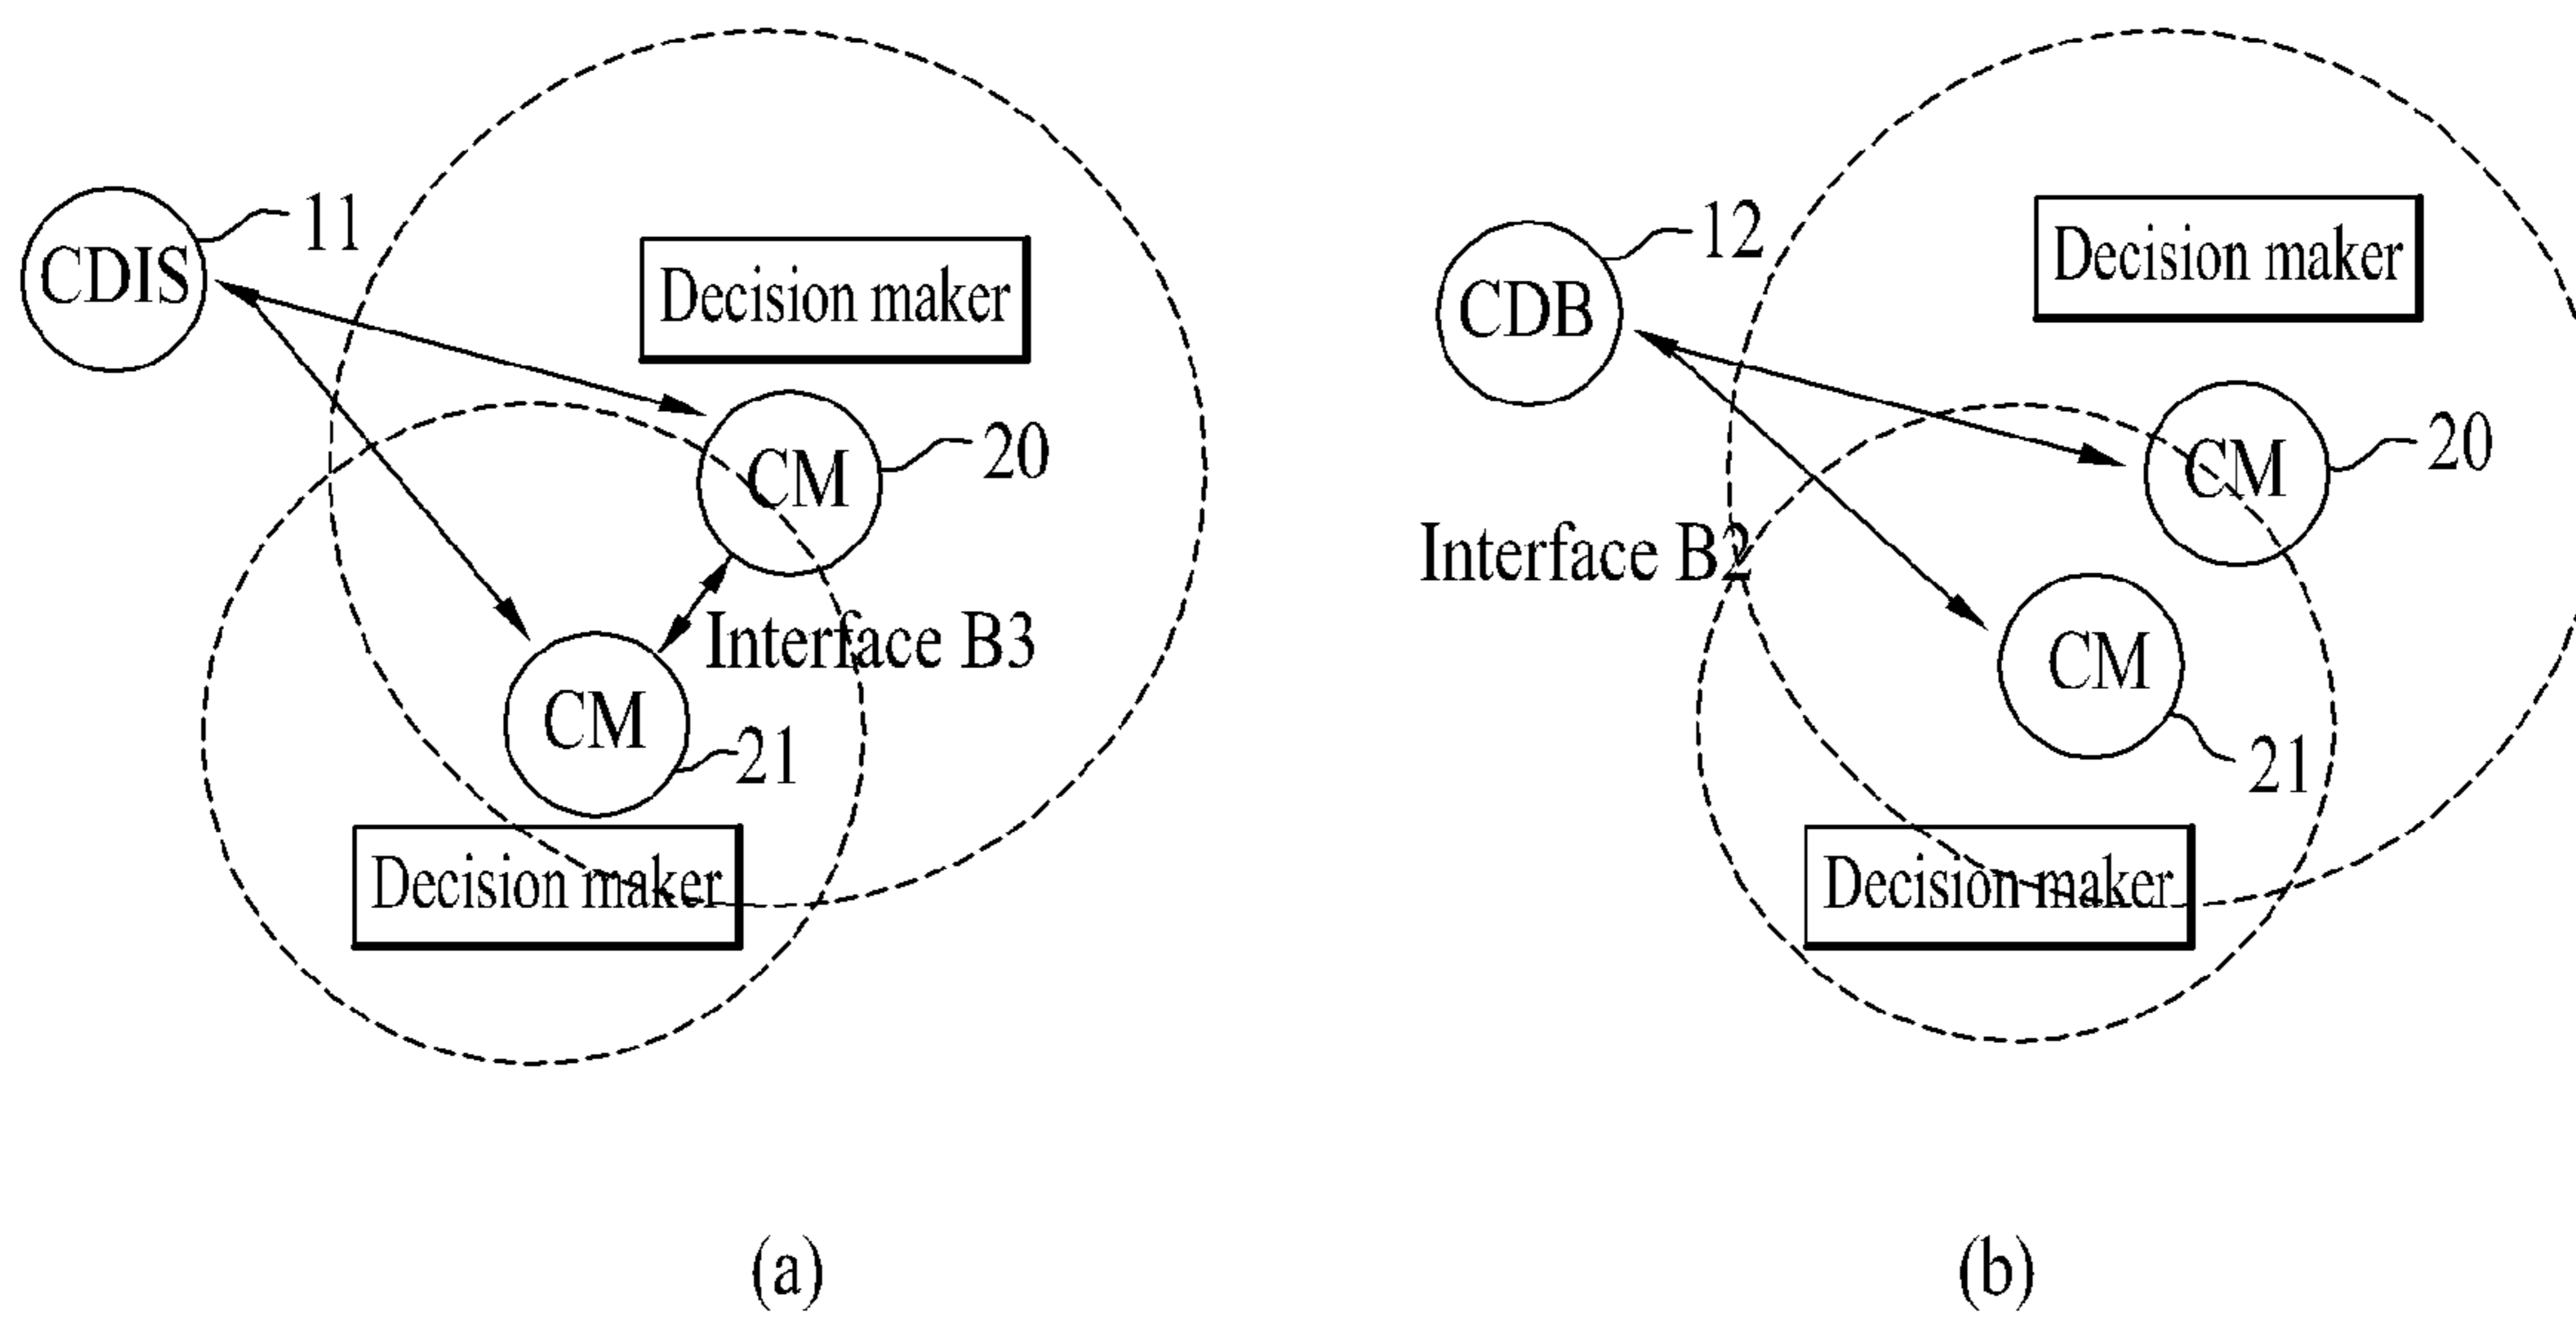 11
CDIS
Decision maker
CM
20
Interface B3
CM
21
Decision maker
(a)
12
CDB
Decision maker
CM
20
Interface B2
CM
21
Decision maker
(b)